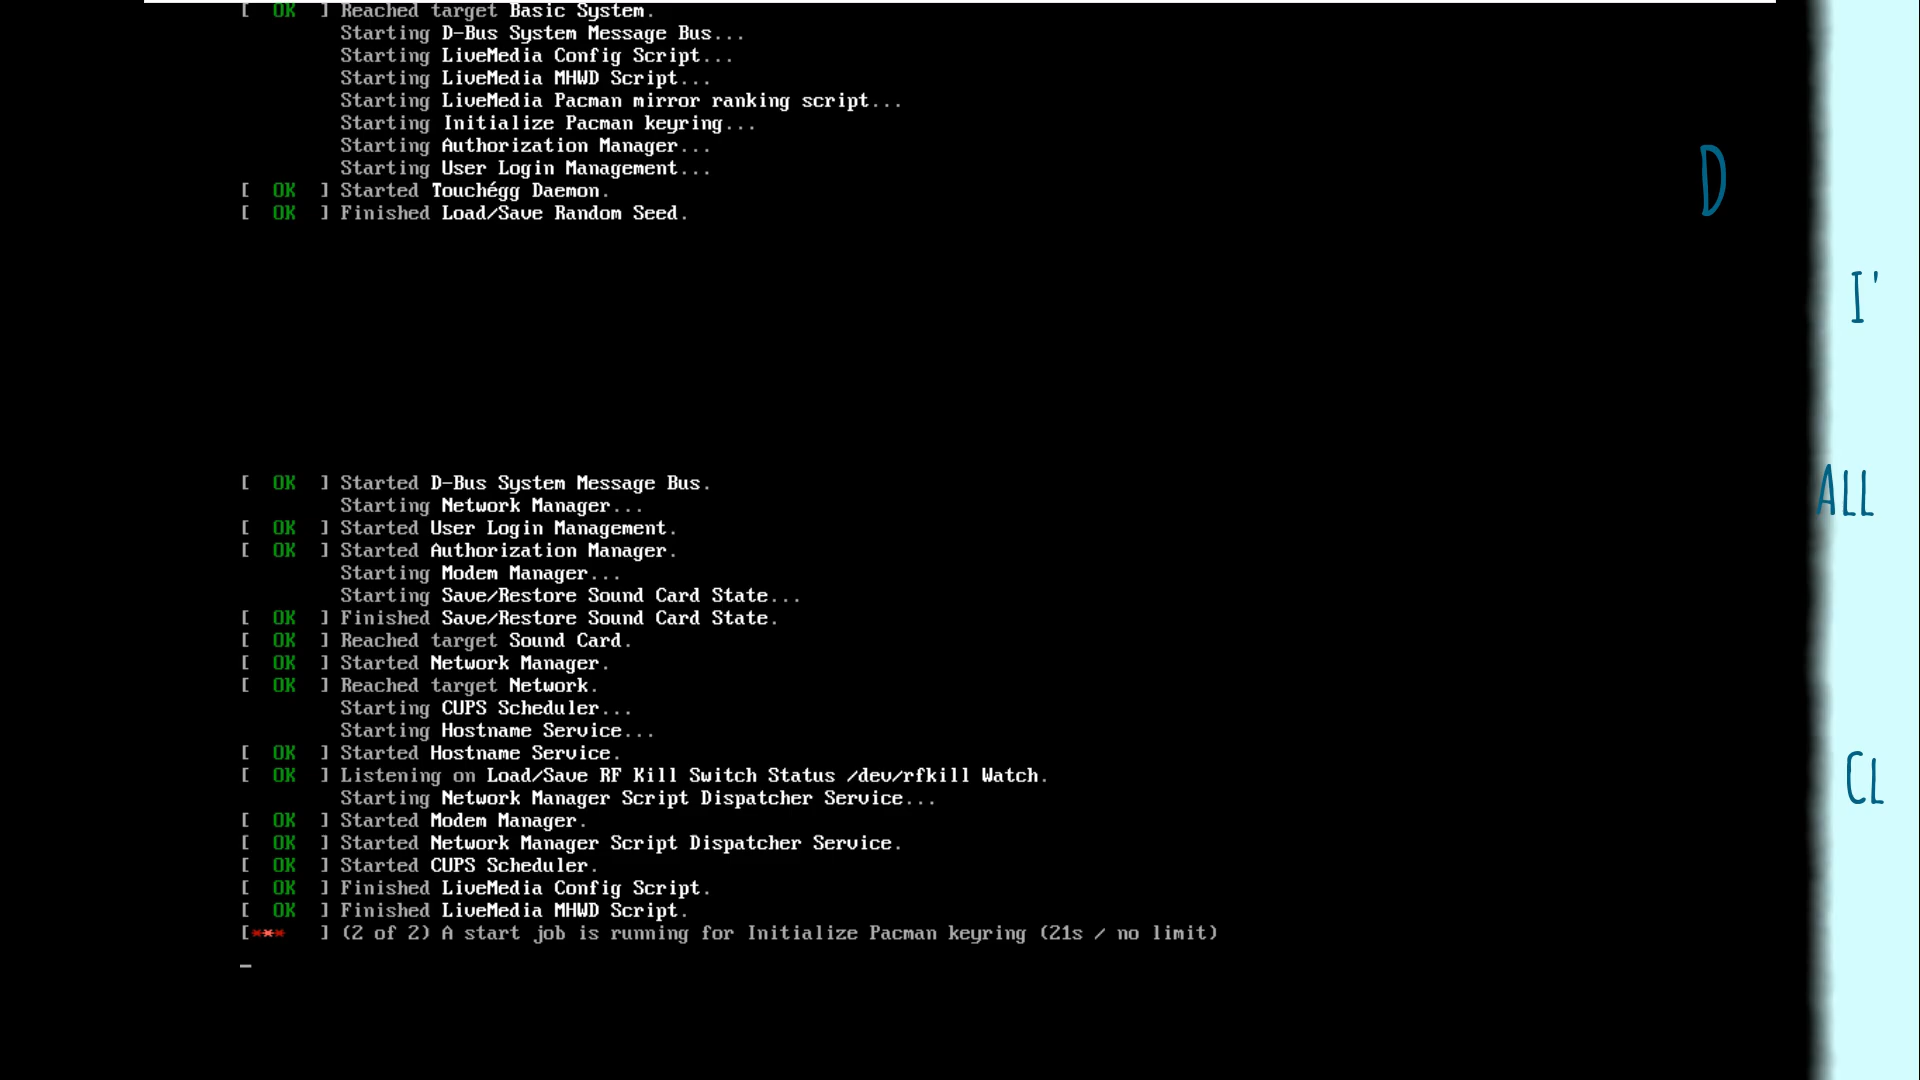 [  OK  ] Reached target Basic System.
Starting D-Bus System Message Bus...
Starting LiveMedia Config Script...
Starting LiveMedia MHWD Script...
Starting LiveMedia Pacman mirror ranking script...
Starting Initialize Pacman keyring...
Starting Authorization Manager...
Starting User Login Management...
[  OK  ] Started Touchégg Daemon.
[  OK  ] Finished Load/Save Random Seed.
D
I'
[  OK  ] Started D-Bus System Message Bus.
ALL
Starting Network Manager...
[  OK  ] Started User Login Management.
[  OK  ] Started Authorization Manager.
Starting Modem Manager...
Starting Save/Restore Sound Card State...
[  OK  ] Finished Save/Restore Sound Card State.
[  OK  ] Reached target Sound Card.
[  OK  ] Started Network Manager.
[  OK  ] Reached target Network.
Starting CUPS Scheduler...
Starting Hostname Service...
[  OK  ] Started Hostname Service.
[  OK  ] Listening on Load/Save RF Kill Switch Status /dev/rfkill Watch.
CL
Starting Network Manager Script Dispatcher Service...
[  OK  ] Started Modem Manager.
[  OK  ] Started Network Manager Script Dispatcher Service.
[  OK  ] Started CUPS Scheduler.
[  OK  ] Finished LiveMedia Config Script.
[  OK  ] Finished LiveMedia MHWD Script.
[***   ] (2 of 2) A start job is running for Initialize Pacman keyring (21s / no limit)
_